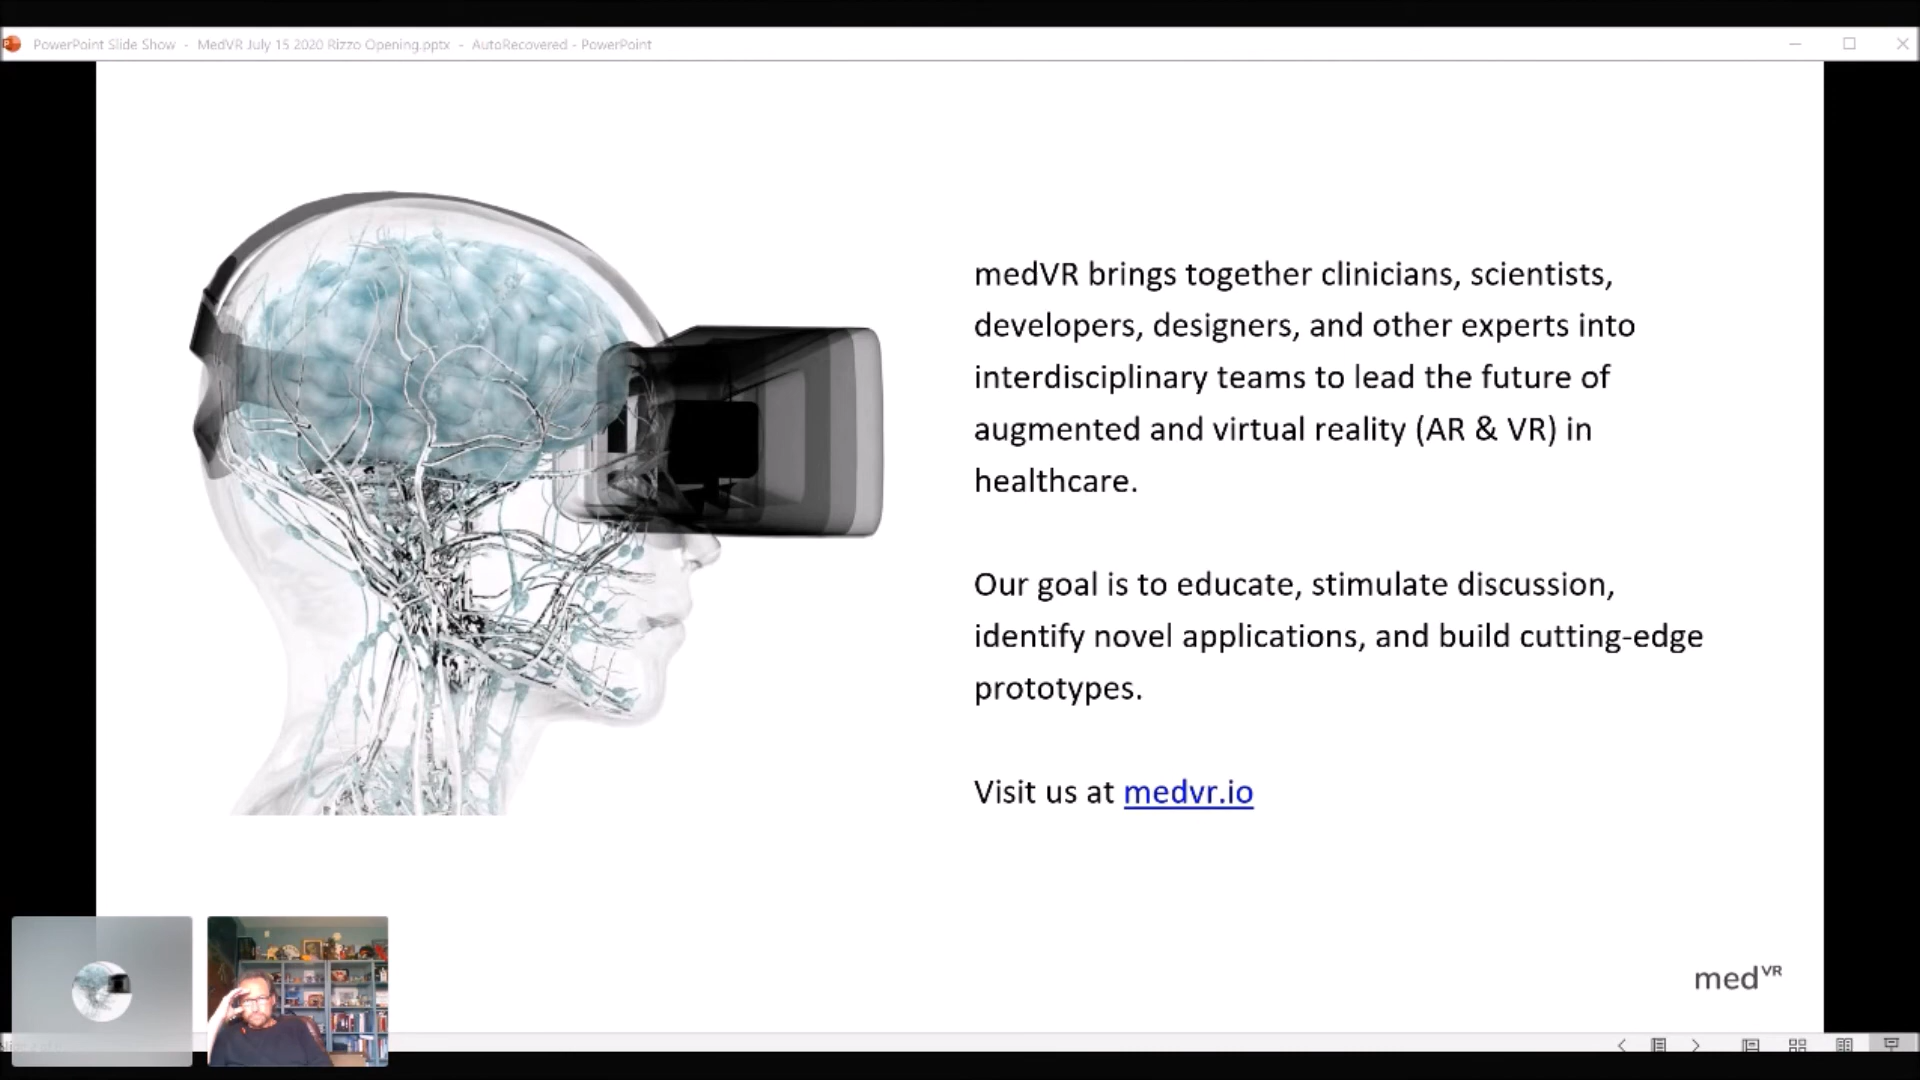 PowerPoint Slide Show - MedVR July 15 2020 Rizzo Opening.pptx - AutoRecovered - PowerPoint
medVR brings together clinicians, scientists,
developers, designers, and other experts into
interdisciplinary teams to lead the future of
augmented and virtual reality (AR & VR) in
healthcare.
Our goal is to educate, stimulate discussion,
identify novel applications, and build cutting-edge
prototypes.
Visit us at medvr.io
med VR